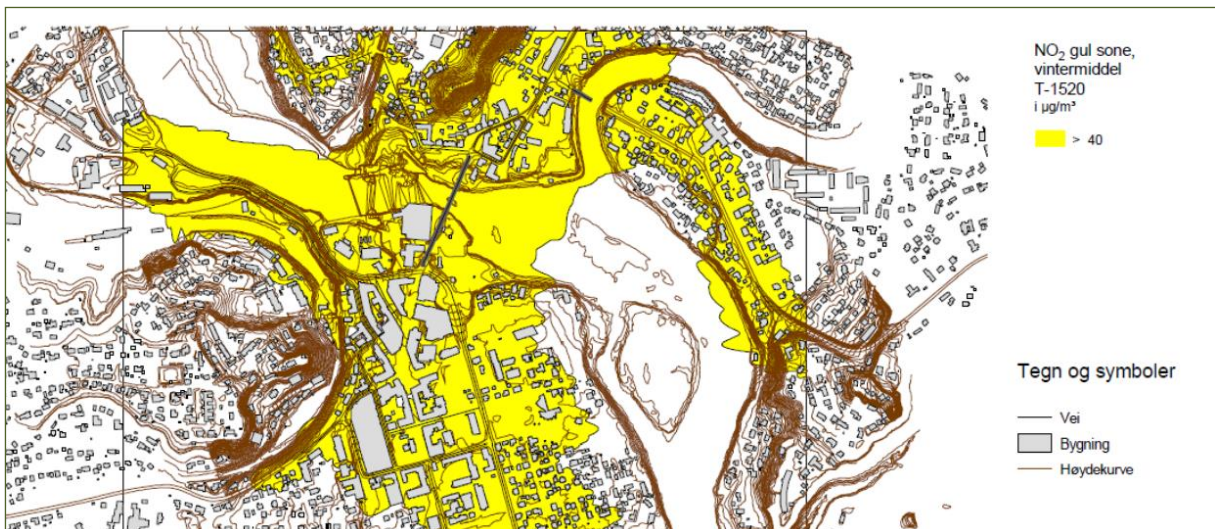 NO₂ gul sone,
vintermiddel
T-1520
i µg/m³
> 40
Tegn og symboler
Vei
Bygning
Høydekurve